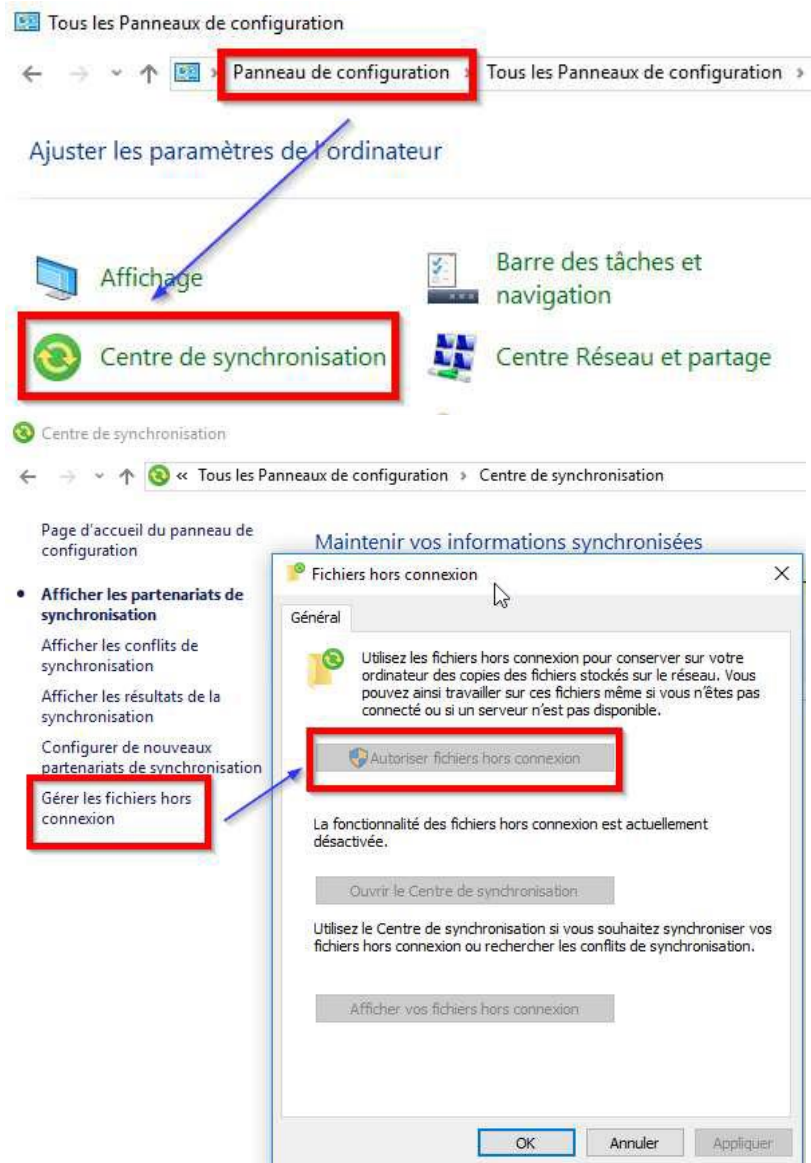 Tous les Panneaux de configuration
Panneau de configuration › Tous les Panneaux de configuration ›
Ajuster les paramètres de l'ordinateur
Affichage
Barre des tâches et
navigation
Centre de synchronisation
Centre Réseau et partage
Centre de synchronisation
« Tous les Panneaux de configuration › Centre de synchronisation
Page d'accueil du panneau de
configuration
Afficher les partenariats de
synchronisation
Afficher les conflits de
synchronisation
Afficher les résultats de la
synchronisation
Configurer de nouveaux
partenariats de synchronisation
Gérer les fichiers hors
connexion
Maintenir vos informations synchronisées
Fichiers hors connexion
Général
Utilisez les fichiers hors connexion pour conserver sur votre
ordinateur des copies des fichiers stockés sur le réseau. Vous
pouvez ainsi travailler sur ces fichiers même si vous n'êtes pas
connecté ou si un serveur n'est pas disponible.
Autoriser fichiers hors connexion
La fonctionnalité des fichiers hors connexion est actuellement
désactivée.
Ouvrir le Centre de synchronisation
Utilisez le Centre de synchronisation si vous souhaitez synchroniser vos
fichiers hors connexion ou rechercher les conflits de synchronisation.
Afficher vos fichiers hors connexion
OK
Annuler
Appliquer